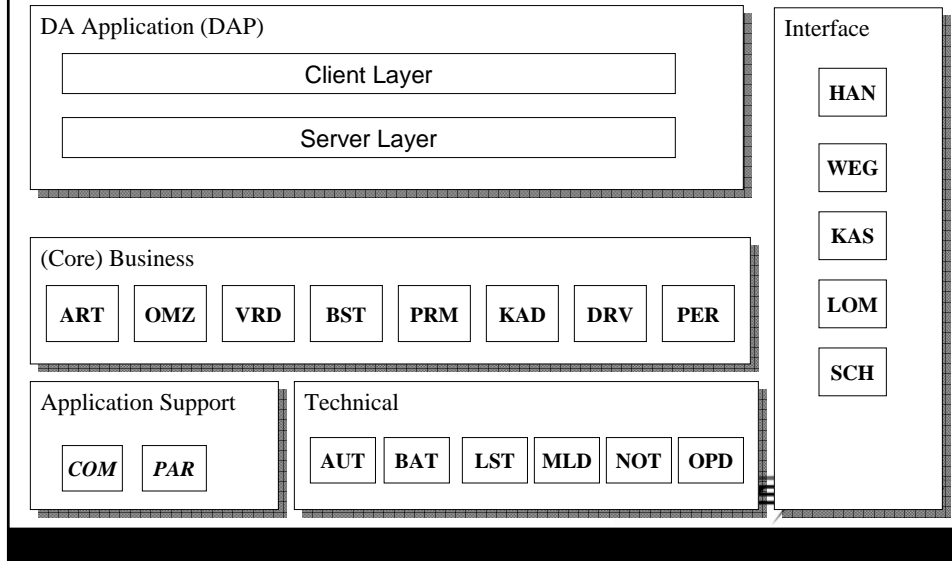 DA Application (DAP)
Client Layer
Server Layer
(Core) Business
ART OMZ VRD BST PRM KAD DRV PER
Application Support
COM PAR
Technical
AUT BAT LST MLD NOT OPD
Interface
HAN
WEG
KAS
LOM
SCH